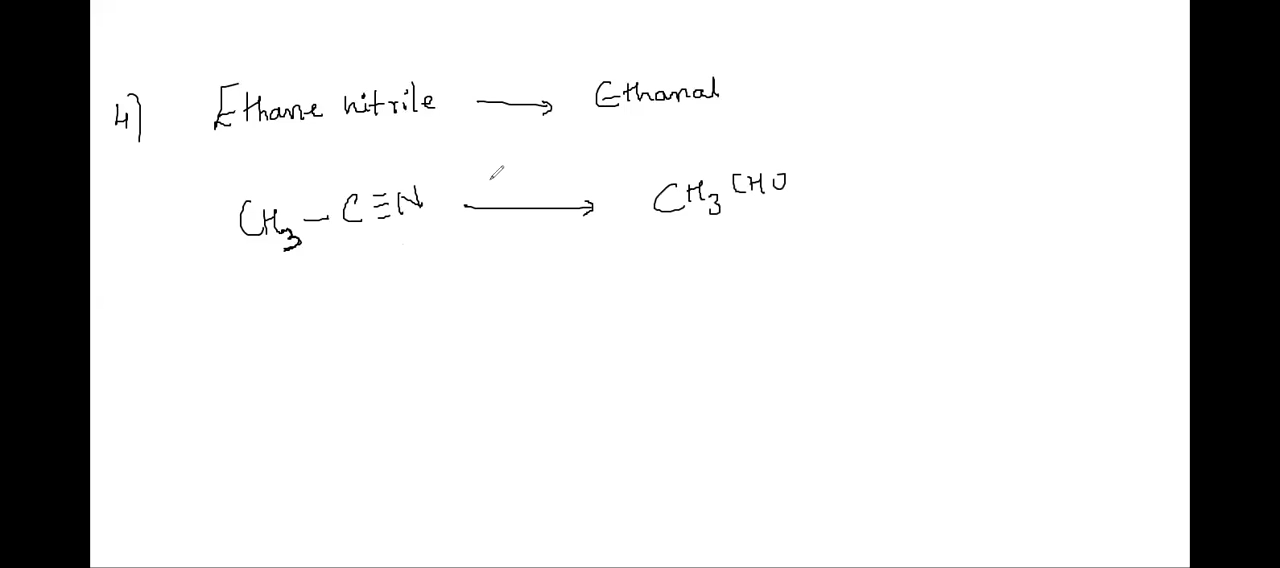 4) Ethane nitrile ⟶ Ethanal
CH₃ – C≡N ⟶ CH₃CHO